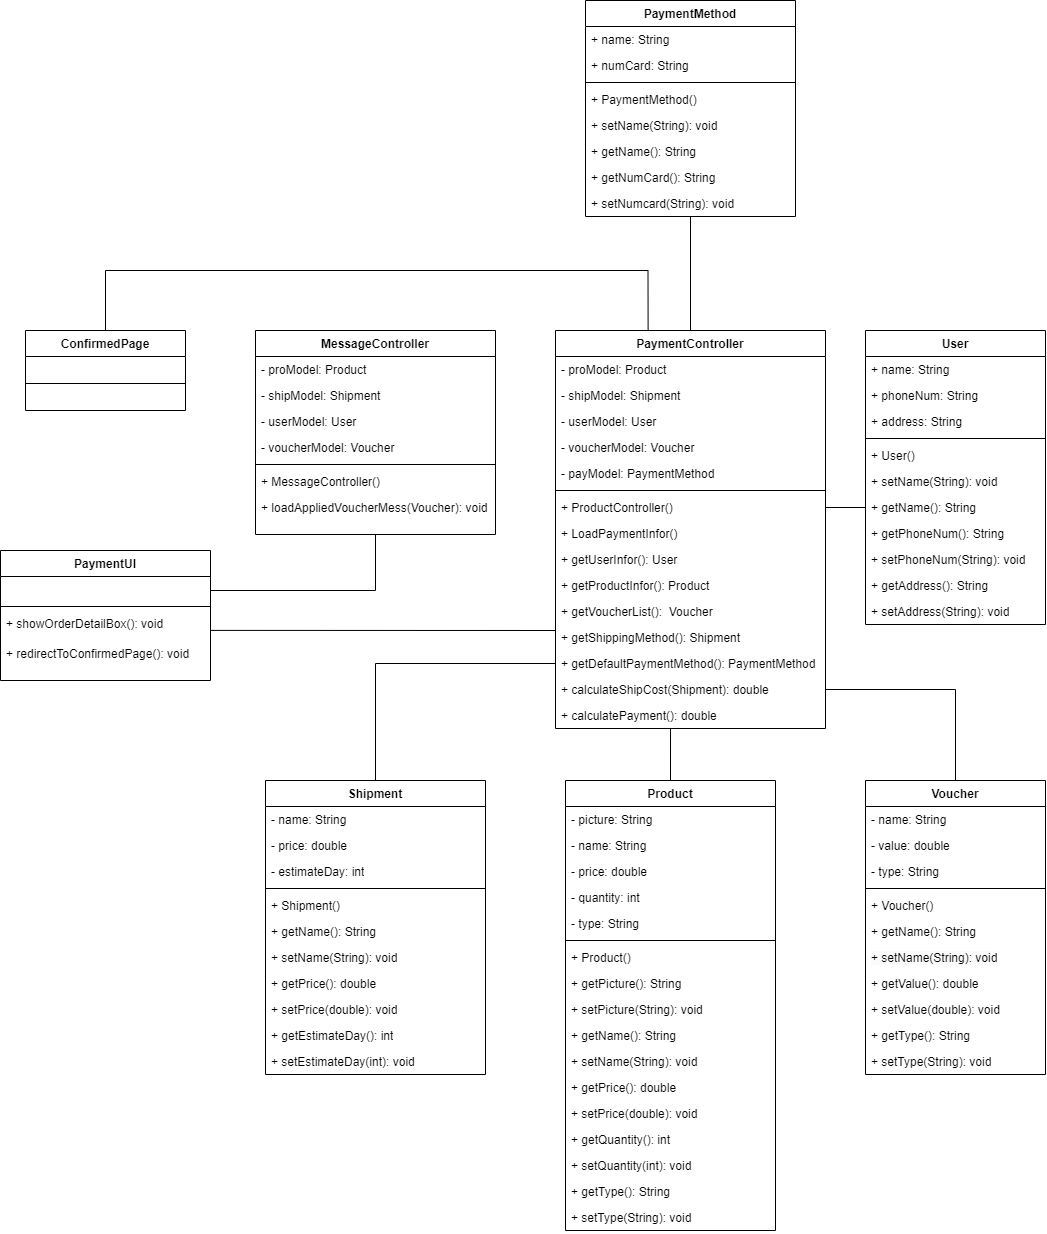 PaymentMethod
+ name: String
+ numCard: String
+ PaymentMethod()
+ setName(String): void
+ getName(): String
+ getNumCard(): String
+ setNumcard(String): void
ConfirmedPage
MessageController
- proModel: Product
- shipModel: Shipment
- userModel: User
- voucherModel: Voucher
+ MessageController()
+ loadAppliedVoucherMess(Voucher): void
PaymentController
- proModel: Product
- shipModel: Shipment
- userModel: User
- voucherModel: Voucher
- payModel: PaymentMethod
+ ProductController()
+ LoadPaymentInfor()
+ getUserInfor(): User
+ getProductInfor(): Product
+ getVoucherList():  Voucher
+ getShippingMethod(): Shipment
+ getDefaultPaymentMethod(): PaymentMethod
+ calculateShipCost(Shipment): double
+ calculatePayment(): double
User
+ name: String
+ phoneNum: String
+ address: String
+ User()
+ setName(String): void
+ getName(): String
+ getPhoneNum(): String
+ setPhoneNum(String): void
+ getAddress(): String
+ setAddress(String): void
PaymentUI
+ showOrderDetailBox(): void
+ redirectToConfirmedPage(): void
Shipment
- name: String
- price: double
- estimateDay: int
+ Shipment()
+ getName(): String
+ setName(String): void
+ getPrice(): double
+ setPrice(double): void
+ getEstimateDay(): int
+ setEstimateDay(int): void
Product
- picture: String
- name: String
- price: double
- quantity: int
- type: String
+ Product()
+ getPicture(): String
+ setPicture(String): void
+ getName(): String
+ setName(String): void
+ getPrice(): double
+ setPrice(double): void
+ getQuantity(): int
+ setQuantity(int): void
+ getType(): String
+ setType(String): void
Voucher
- name: String
- value: double
- type: String
+ Voucher()
+ getName(): String
+ setName(String): void
+ getValue(): double
+ setValue(double): void
+ getType(): String
+ setType(String): void